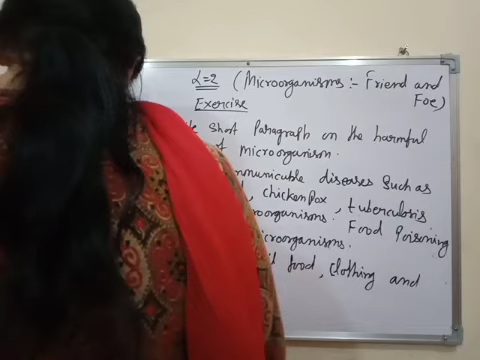 L=2 (Microorganisms :- Friend and
Foe)
Exercise
Short Paragraph on the harmful
of Microorganism.
diseases such as
, chickenpox, tuberculosis
microorganisms. Food Poisoning
microorganisms.
food, clothing and